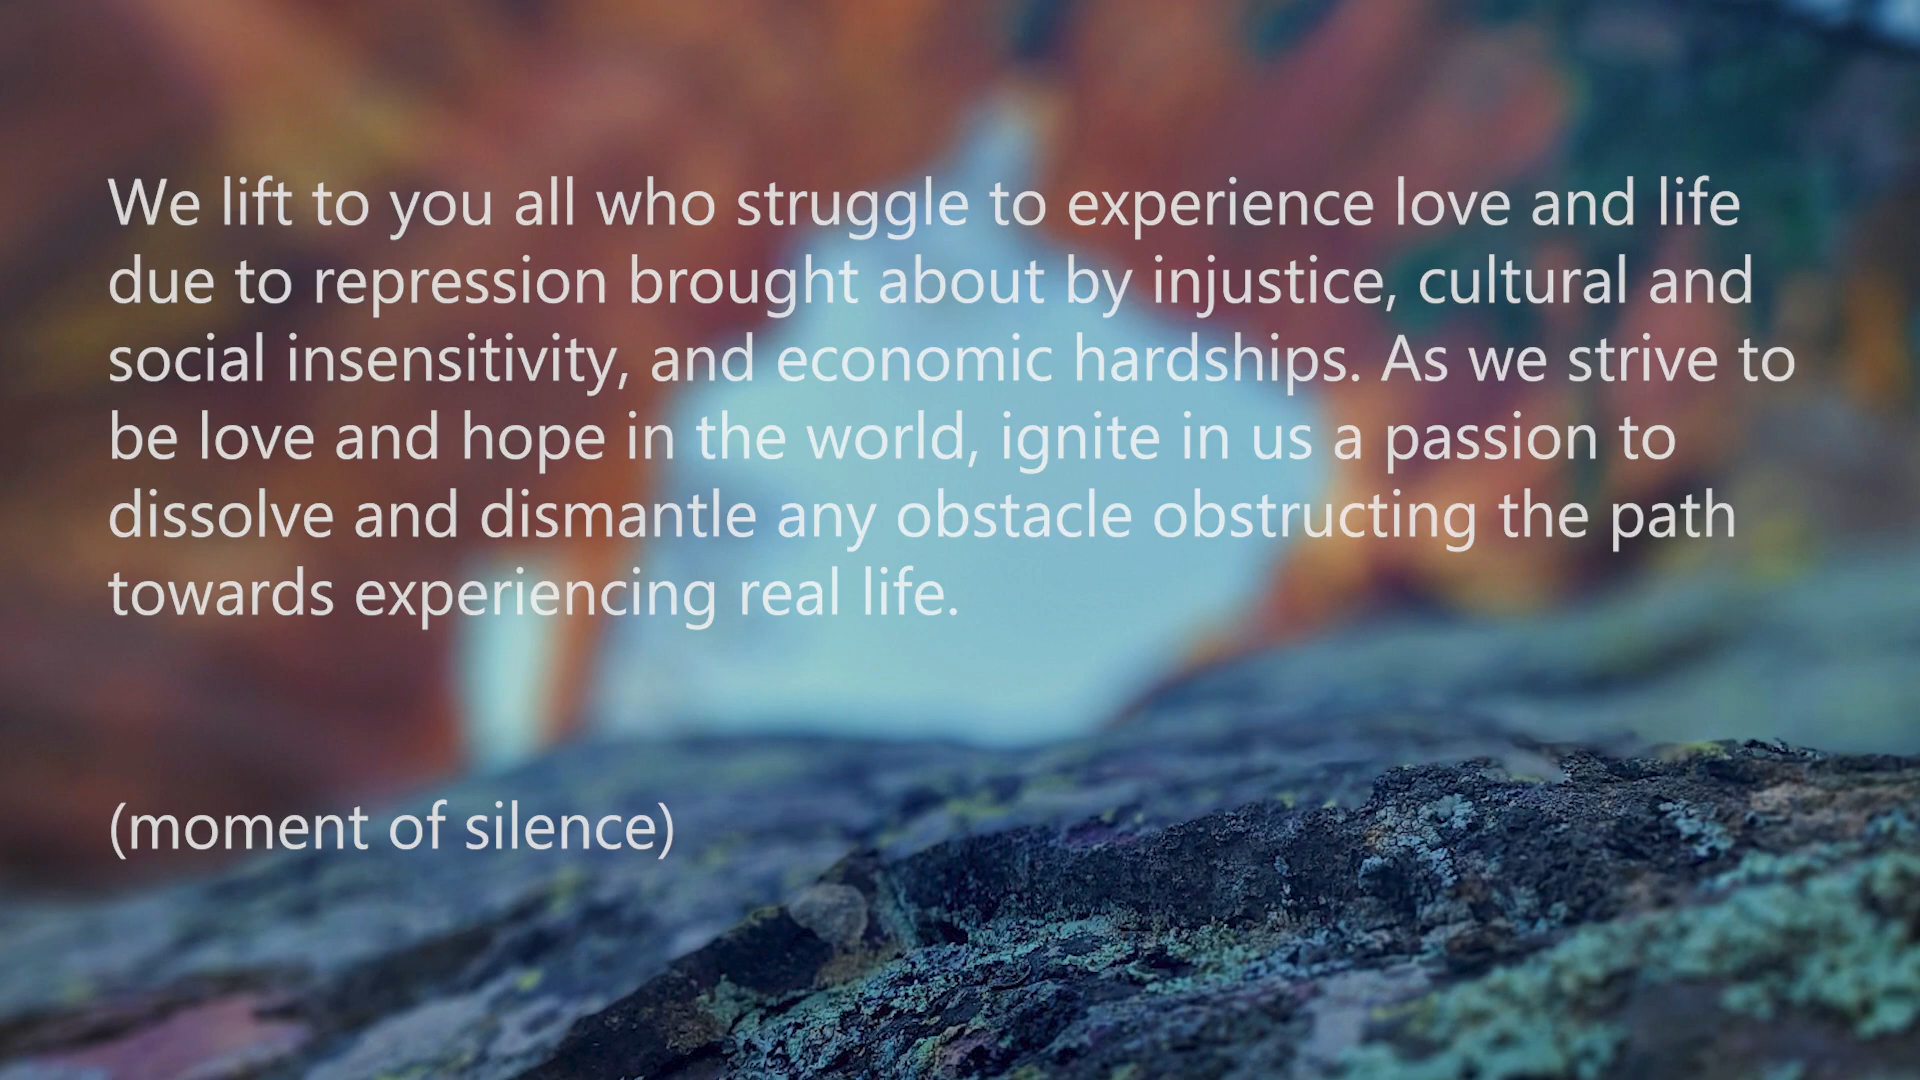 We lift to you all who struggle to experience love and life
due to repression brought about by injustice, cultural and
social insensitivity, and economic hardships. As we strive to
be love and hope in the world, ignite in us a passion to
dissolve and dismantle any obstacle obstructing the path
towards experiencing real life.
(moment of silence)